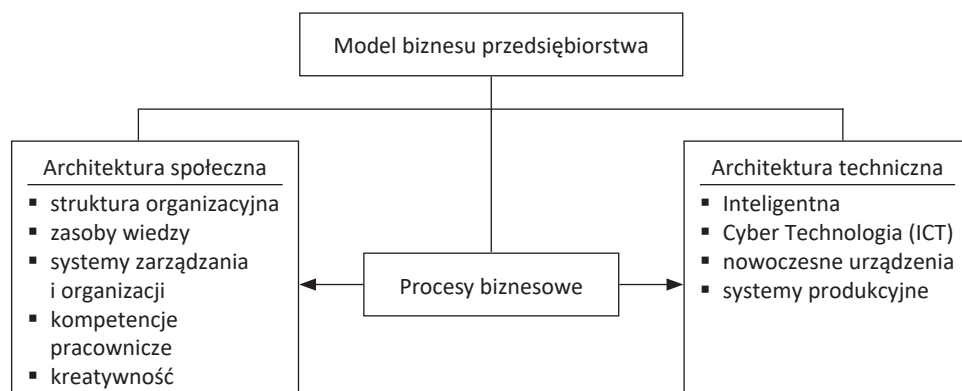 Model biznesu przedsiębiorstwa
Architektura społeczna
▪ struktura organizacyjna
▪ zasoby wiedzy
▪ systemy zarządzania
i organizacji
▪ kompetencje
pracownicze
▪ kreatywność
Procesy biznesowe
Architektura techniczna
▪ Inteligentna
▪ Cyber Technologia (ICT)
▪ nowoczesne urządzenia
▪ systemy produkcyjne